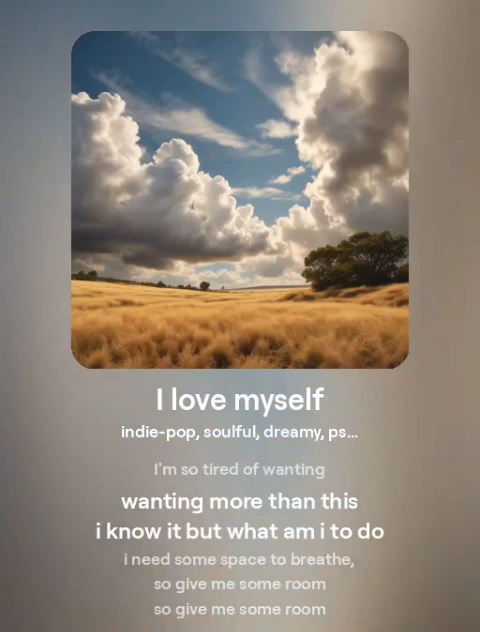 I love myself
indie-pop, soulful, dreamy, ps...
I'm so tired of wanting
wanting more than this
i know it but what am i to do
i need some space to breathe,
so give me some room
so give me some room